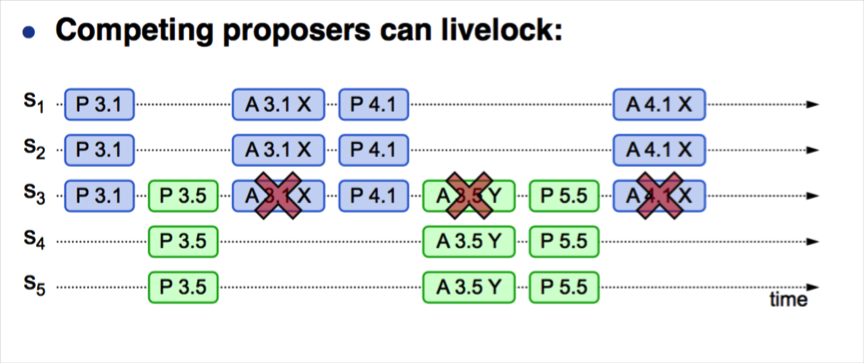 • Competing proposers can livelock:
S1 P 3.1 A 3.1 X P 4.1 A 4.1 X
S2 P 3.1 A 3.1 X P 4.1 A 4.1 X
S3 P 3.1 P 3.5 A 3.1 X P 4.1 A 3.5 Y P 5.5 A 4.1 X
S4 P 3.5 A 3.5 Y P 5.5
S5 P 3.5 A 3.5 Y P 5.5
time